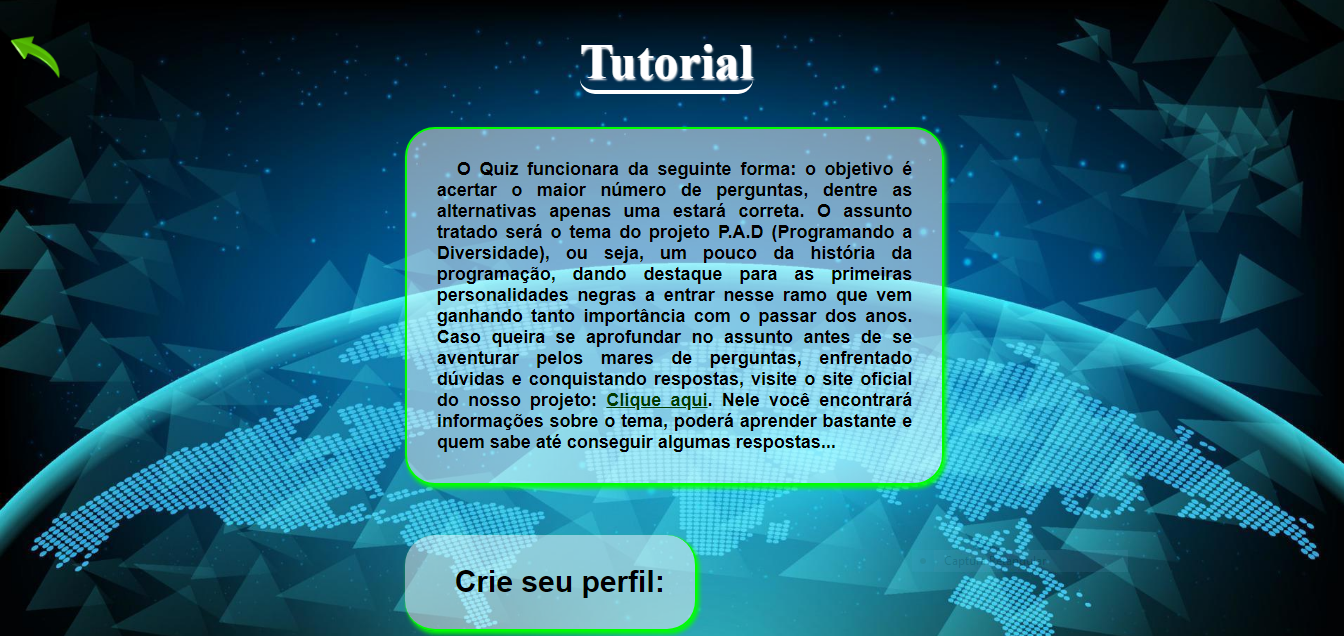 Tutorial
O Quiz funcionara da seguinte forma: o objetivo é
acertar o maior número de perguntas, dentre as
alternativas apenas uma estará correta. O assunto
tratado será o tema do projeto P.A.D (Programando a
Diversidade), ou seja, um pouco da história da
programação, dando destaque para as primeiras
personalidades negras a entrar nesse ramo que vem
ganhando tanto importância com o passar dos anos.
Caso queira se aprofundar no assunto antes de se
aventurar pelos mares de perguntas, enfrentado
dúvidas e conquistando respostas, visite o site oficial
do nosso projeto: Clique aqui. Nele você encontrará
informações sobre o tema, poderá aprender bastante e
quem sabe até conseguir algumas respostas...
Crie seu perfil: